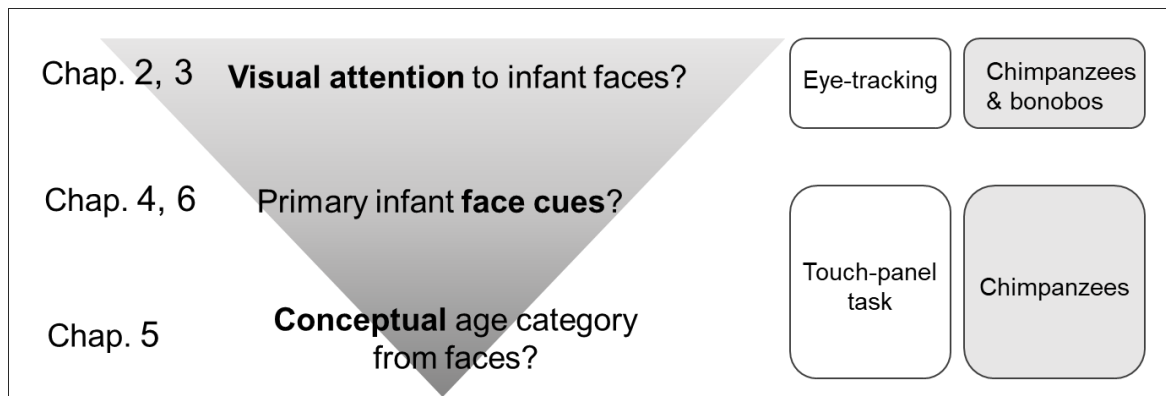 Chap. 2, 3
Visual attention to infant faces?
Eye-tracking
Chimpanzees
& bonobos
Chap. 4, 6
Primary infant face cues?
Touch-panel
task
Chimpanzees
Chap. 5
Conceptual age category
from faces?